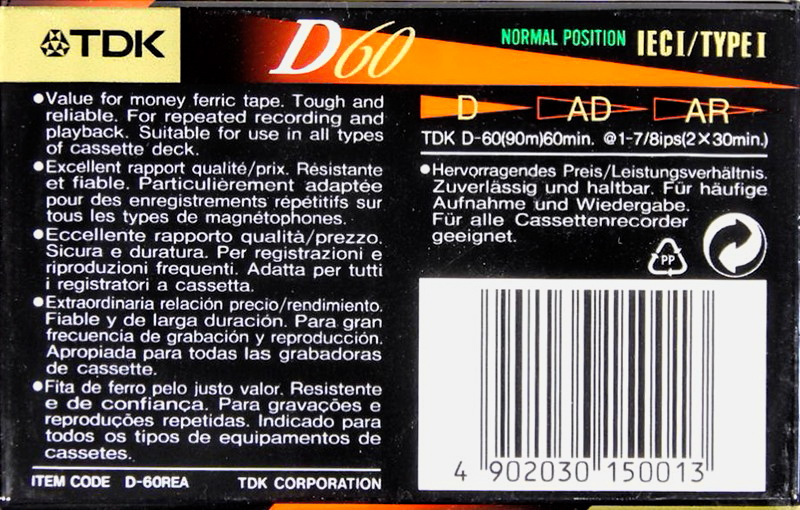 TDK
D60
NORMAL POSITION IEC I/TYPE I
●Value for money ferric tape. Tough and
reliable. For repeated recording and
playback. Suitable for use in all types
of cassette deck.
●Excellent rapport qualité/prix. Résistante
et fiable. Particulièrement adaptée
pour des enregistrements répétitifs sur
tous les types de magnétophones.
●Eccellente rapporto qualità/prezzo.
Sicura e duratura. Per registrazioni e
riproduzioni frequenti. Adatta per tutti
i registratori a cassetta.
●Extraordinaria relación precio/rendimiento.
Fiable y de larga duración. Para gran
frecuencia de grabación y reproducción.
Apropiada para todas las grabadoras
de cassette.
●Fita de ferro pelo justo valor. Resistente
e de confiança. Para gravações e
reproduções repetidas. Indicado para
todos os tipos de equipamentos de
cassetes.
ITEM CODE D-60REA TDK CORPORATION
D AD AR
TDK D-60(90m)60min. @1-7/8ips(2×30min.)
●Hervorragendes Preis/Leistungsverhältnis.
Zuverlässig und haltbar. Für häufige
Aufnahme und Wiedergabe.
Für alle Cassettenrecorder
geeignet.
PP
4 902030 150013